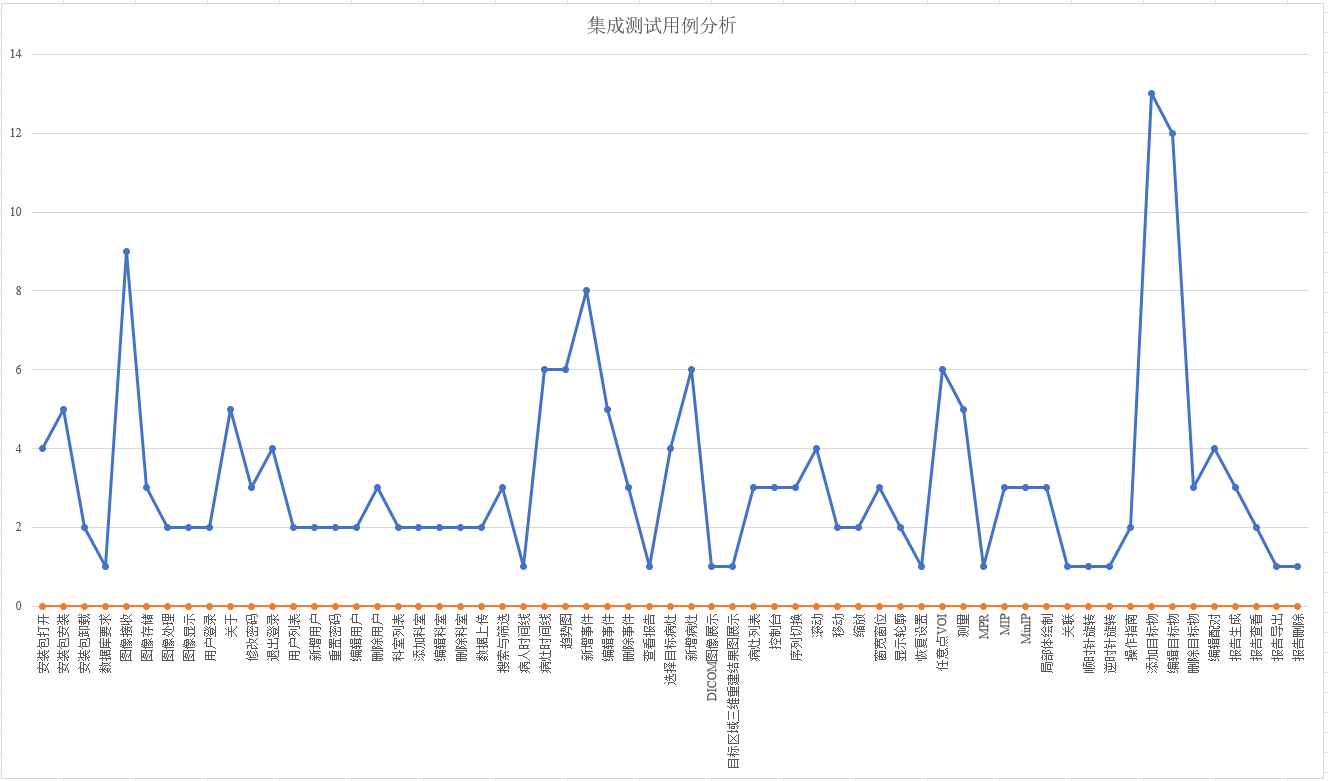 集成测试用例分析
14
12
10
8
6
4
2
0
安装包打开
安装包安装
安装包卸载
数据库要求
图像接收
图像存储
图像处理
图像显示
用户登录
关于
修改密码
退出登录
用户列表
新增用户
重置密码
编辑用户
删除用户
科室列表
添加科室
编辑科室
删除科室
数据上传
搜索与筛选
病人时间线
病灶时间线
趋势图
新增事件
编辑事件
删除事件
查看报告
选择目标病灶
新增病灶
DICOM图像展示
目标区域三维重建结果图展示
病灶列表
控制台
序列切换
滚动
移动
缩放
窗宽窗位
显示轮廓
恢复设置
任意点VOI
测量
MPR
MIP
MinIP
局部体绘制
关联
顺时针旋转
逆时针旋转
操作指南
添加目标物
编辑目标物
删除目标物
编辑配对
报告生成
报告查看
报告导出
报告删除